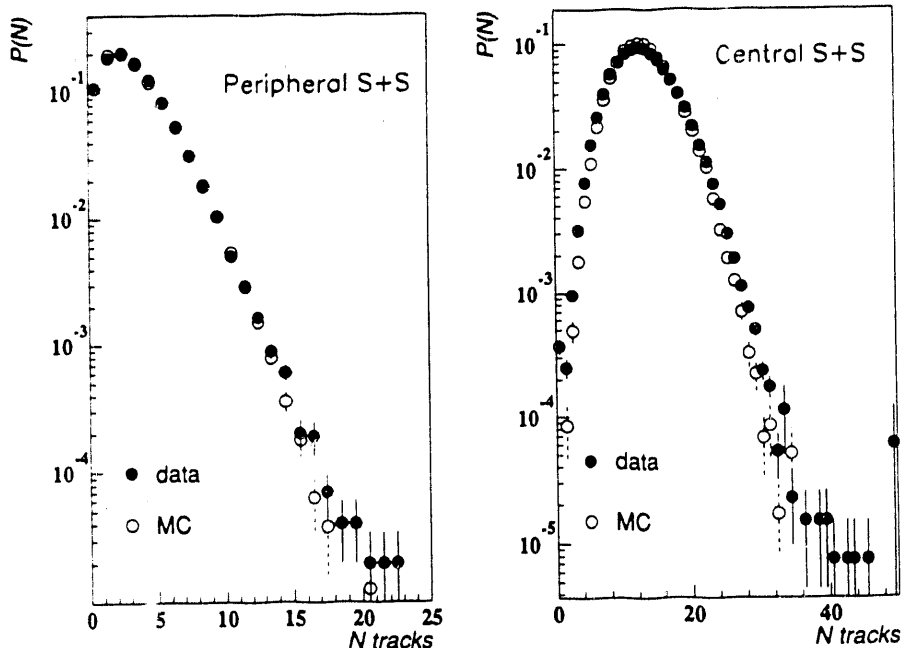 P(N)
Peripheral S+S
10⁻¹
10⁻²
10⁻³
10⁻⁴
data
MC
0
5
10
15
20
25
N tracks
P(N)
Central S+S
10⁻¹
10⁻²
10⁻³
10⁻⁴
10⁻⁵
data
MC
0
20
40
N tracks